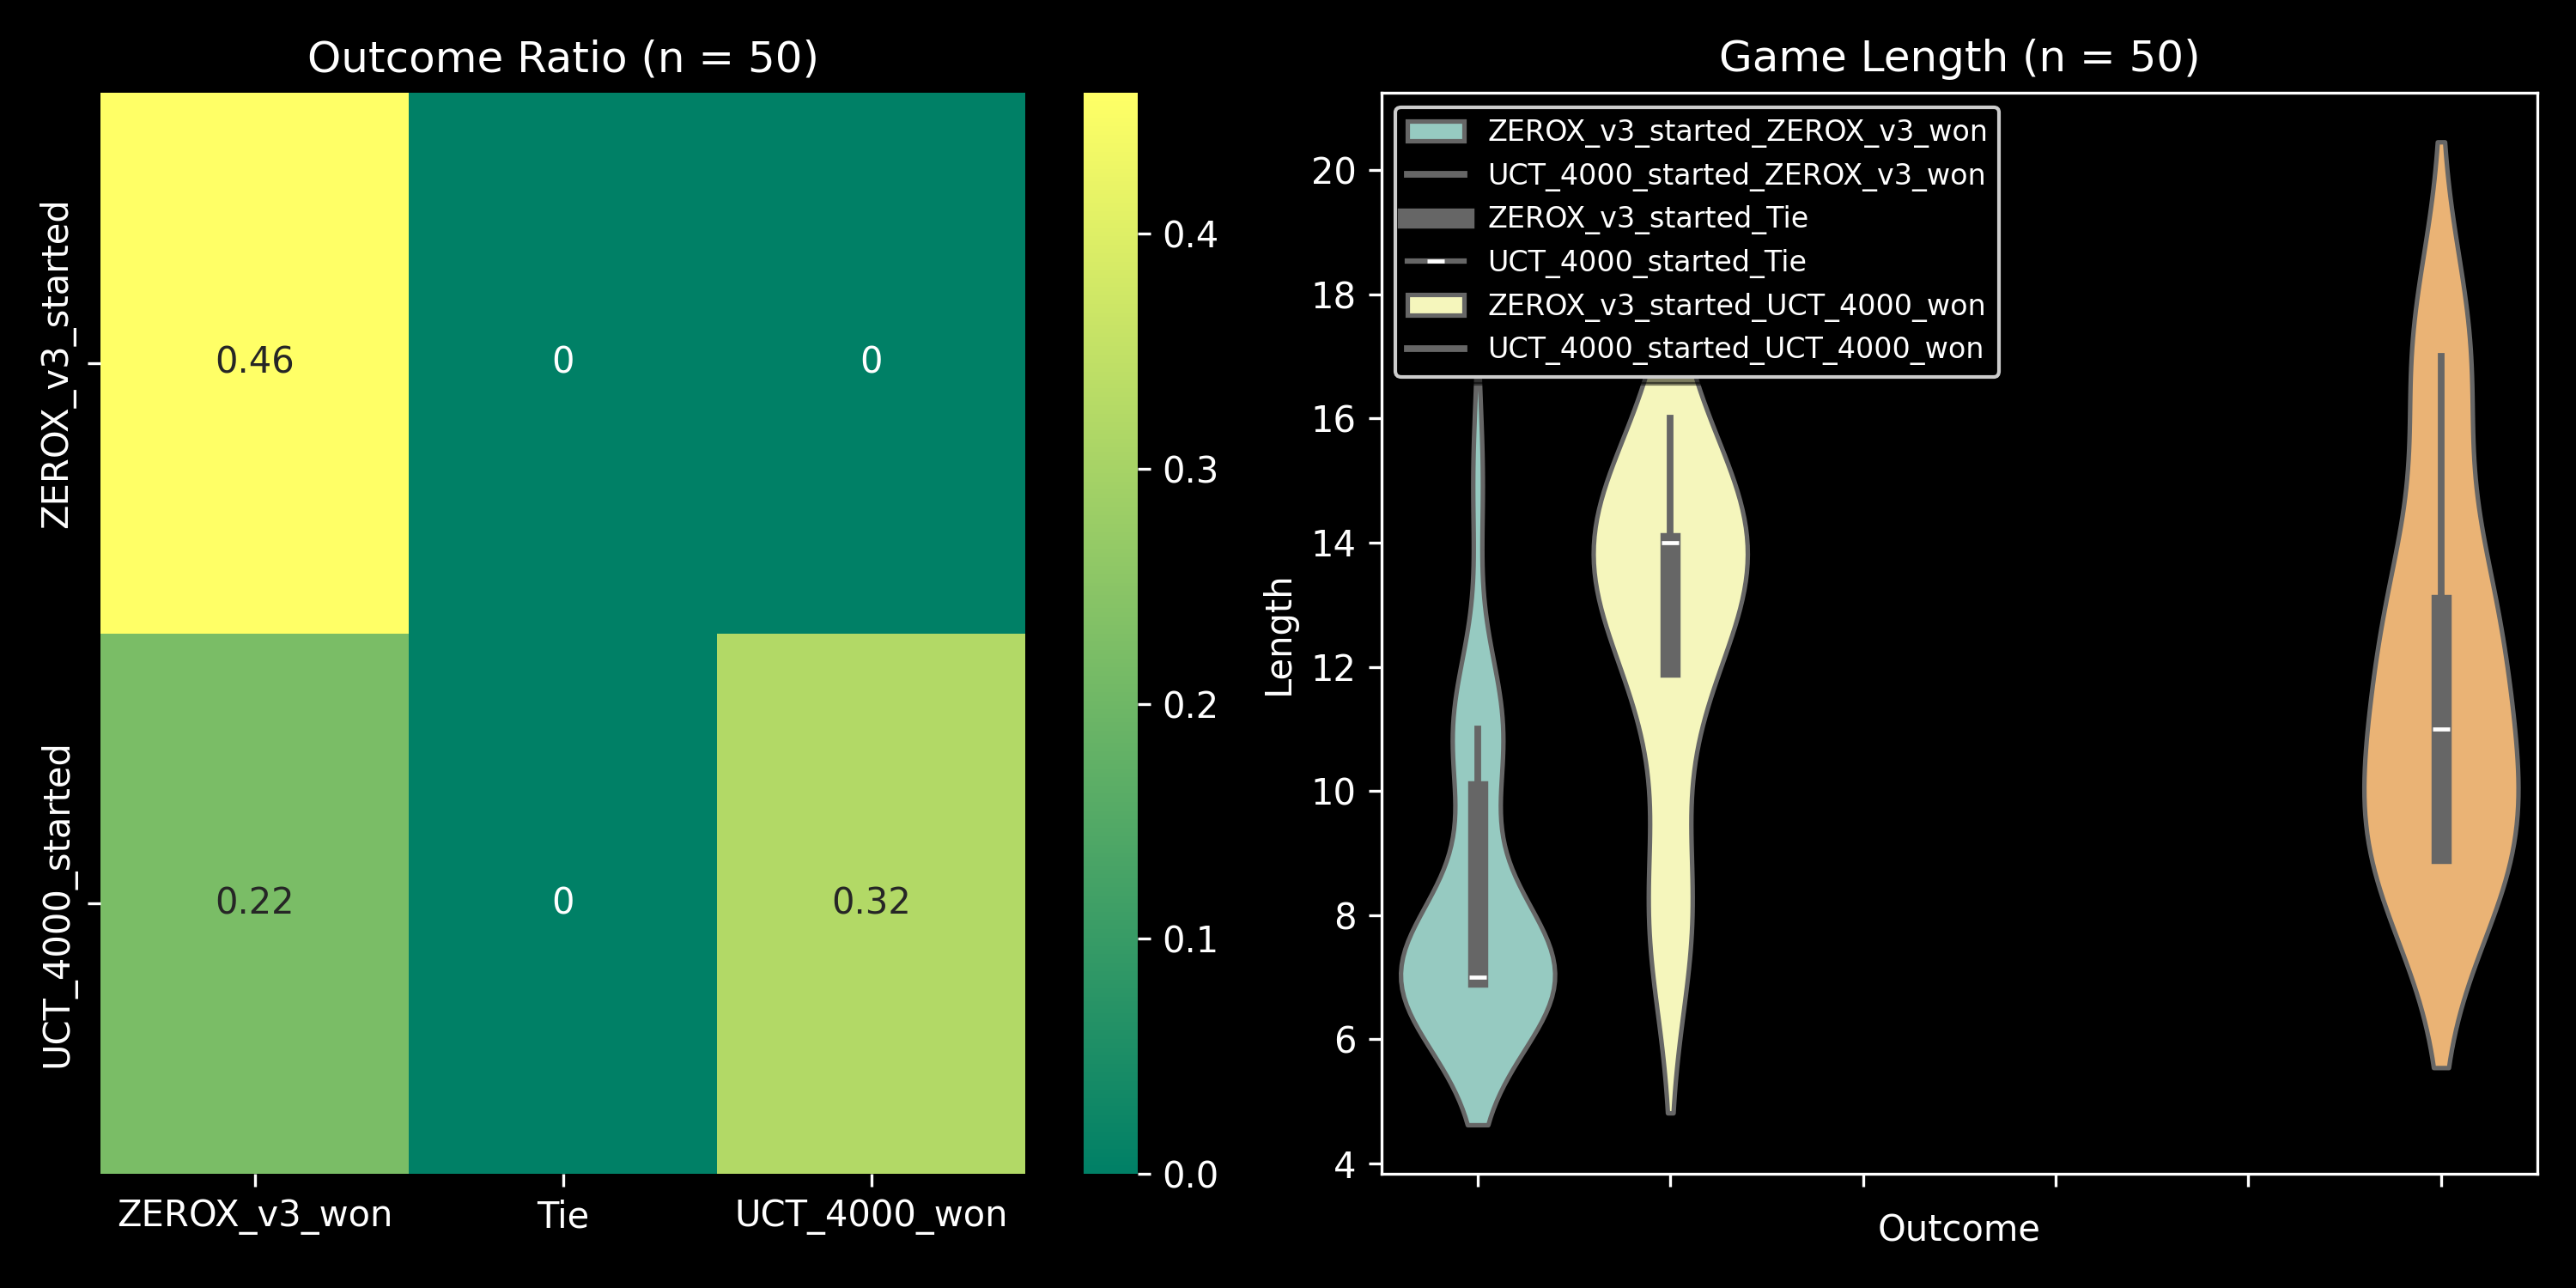 Outcome Ratio (n = 50)
ZEROX_v3_started
UCT_4000_started
0.46
0
0
0.22
0
0.32
ZEROX_v3_won
Tie
UCT_4000_won
0.4
0.3
0.2
0.1
0.0
Game Length (n = 50)
ZEROX_v3_started_ZEROX_v3_won
UCT_4000_started_ZEROX_v3_won
ZEROX_v3_started_Tie
UCT_4000_started_Tie
ZEROX_v3_started_UCT_4000_won
UCT_4000_started_UCT_4000_won
Length
20
18
16
14
12
10
8
6
4
Outcome